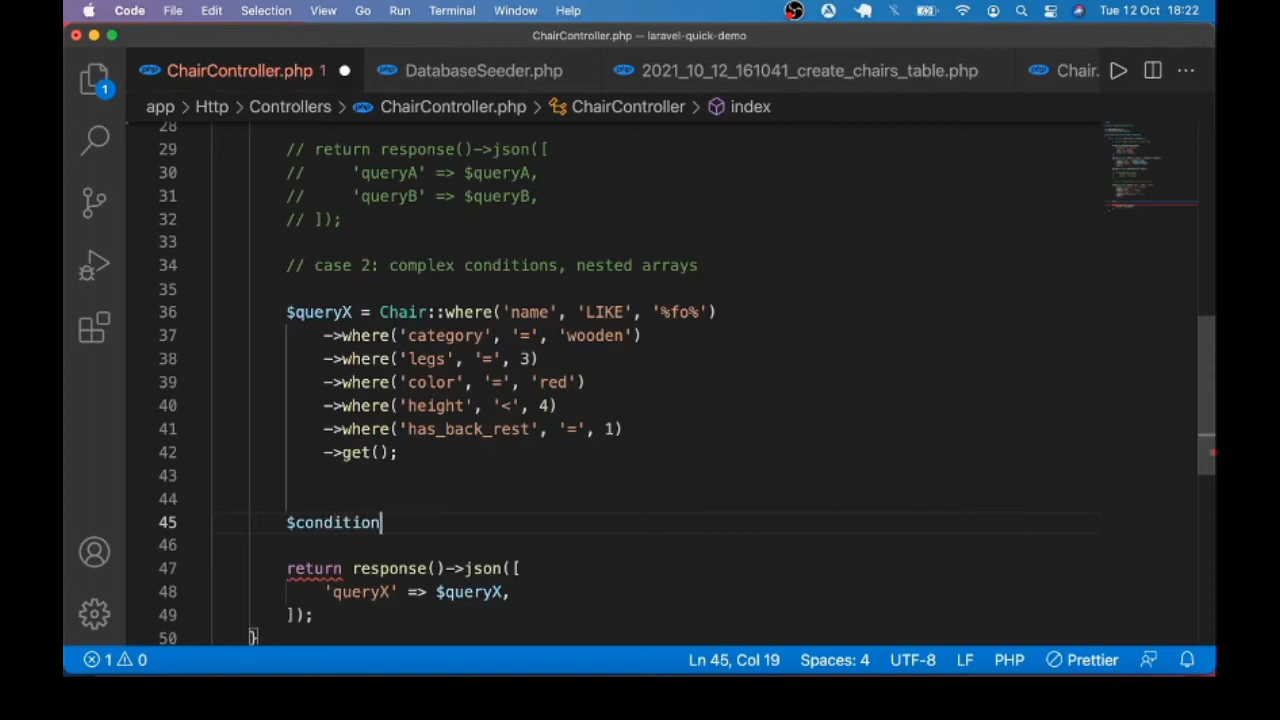 Code File Edit Selection View Go Run Terminal Window Help Tue 12 Oct 18:22
ChairController.php — laravel-quick-demo
ChairController.php 1 DatabaseSeeder.php 2021_10_12_161041_create_chairs_table.php Chair.
1 app > Http > Controllers > ChairController.php > ChairController > index
28
29 // return response()->json([
30 //     'queryA' => $queryA,
31 //     'queryB' => $queryB,
32 // ]);
33
34 // case 2: complex conditions, nested arrays
35
36 $queryX = Chair::where('name', 'LIKE', '%fo%')
37     ->where('category', '=', 'wooden')
38     ->where('legs', '=', 3)
39     ->where('color', '=', 'red')
40     ->where('height', '<', 4)
41     ->where('has_back_rest', '=', 1)
42     ->get();
43
44
45 $condition
46
47 return response()->json([
48     'queryX' => $queryX,
49 ]);
50 }
1 0 Ln 45, Col 19 Spaces: 4 UTF-8 LF PHP Prettier